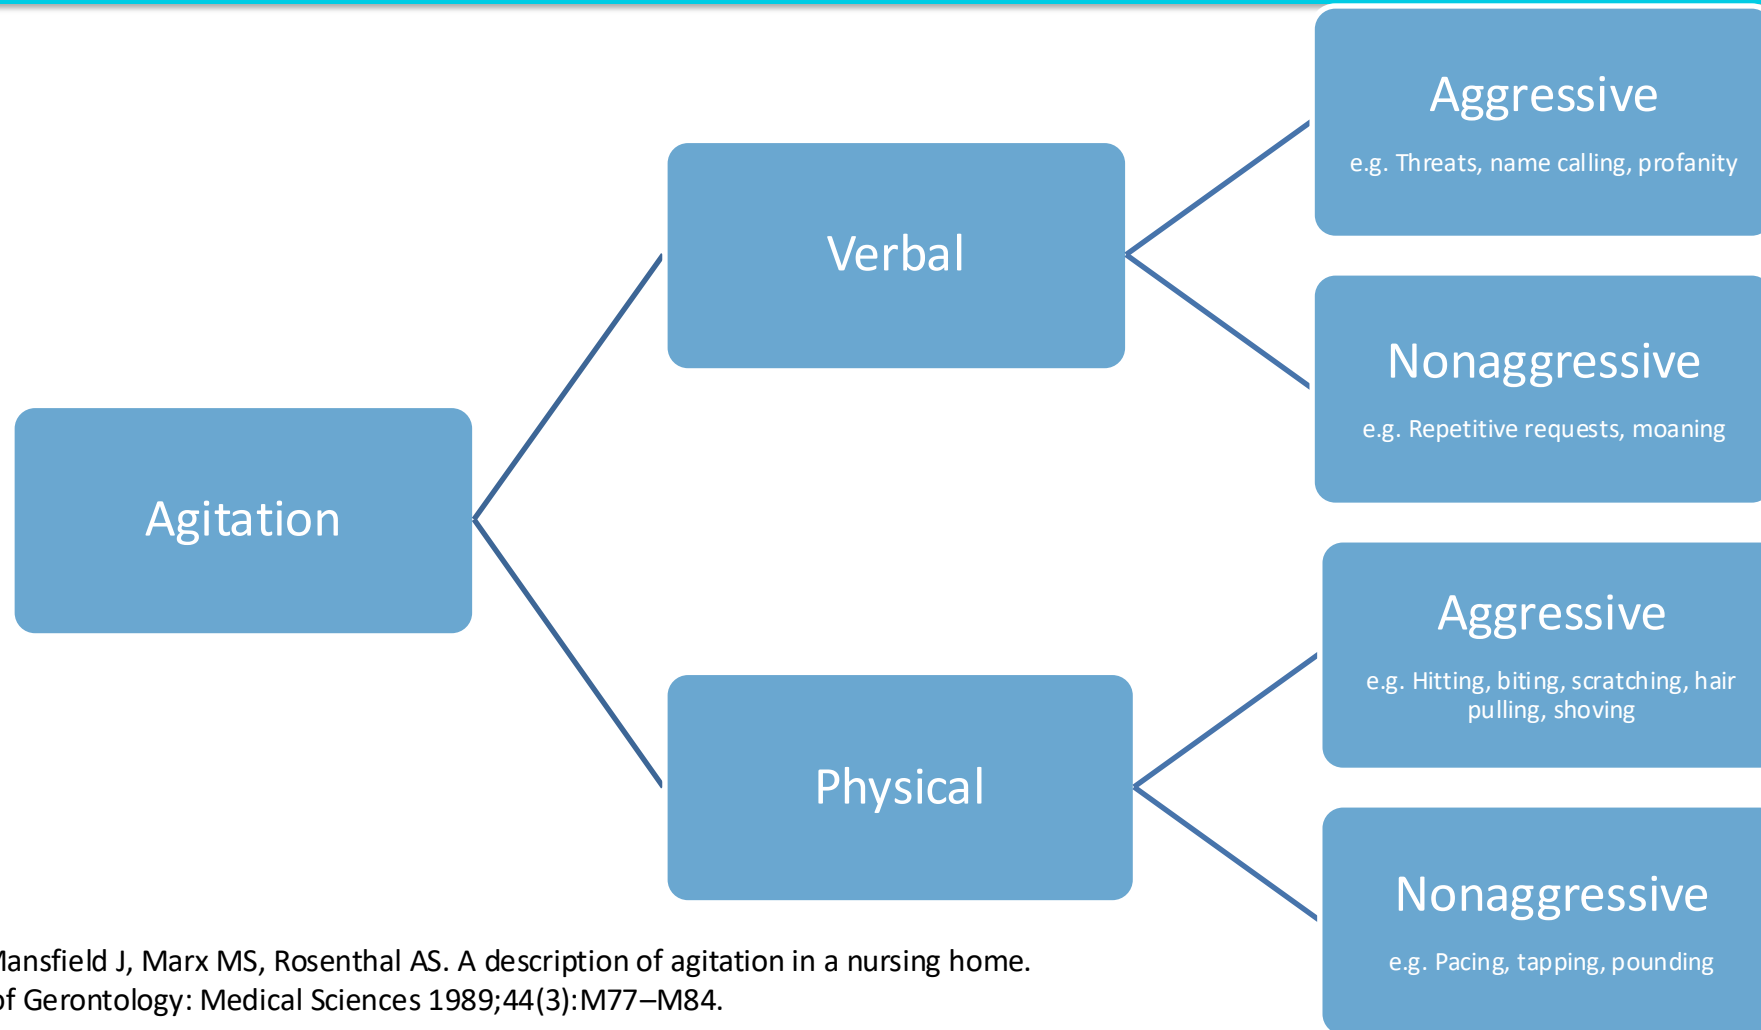 Agitation
Verbal
Aggressive
e.g. Threats, name calling, profanity
Nonaggressive
e.g. Repetitive requests, moaning
Physical
Aggressive
e.g. Hitting, biting, scratching, hair
pulling, shoving
Nonaggressive
e.g. Pacing, tapping, pounding
Mansfield J, Marx MS, Rosenthal AS. A description of agitation in a nursing home.
of Gerontology: Medical Sciences 1989;44(3):M77–M84.